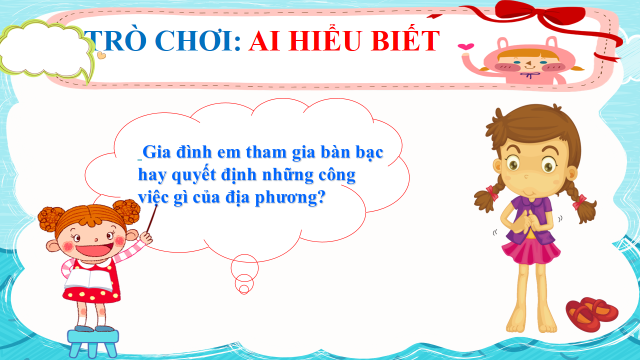 TRÒ CHƠI: AI HIỂU BIẾT
_Gia đình em tham gia bàn bạc
hay quyết định những công
việc gì của địa phương?